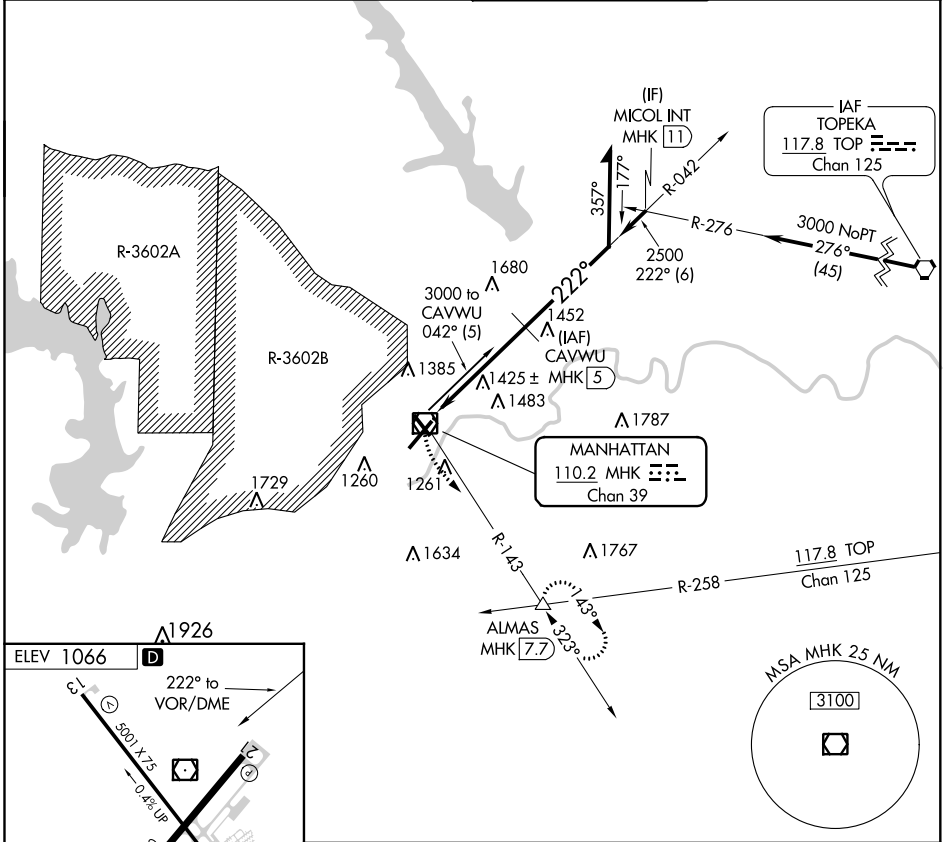 (IF)
MICOL INT
MHK 11
IAF
TOPEKA
117.8 TOP
Chan 125
R-042
357°
177°
R-276
3000 NoPT
276°
(45)
2500
222° (6)
R-3602A
1680
222°
3000 to
CAVWU
042° (5)
1452
(IAF)
CAVWU
MHK 5
R-3602B
1385
1425 ±
1483
1787
MANHATTAN
110.2 MHK
Chan 39
1729
1260
1261
1634
R-143
1767
117.8 TOP
Chan 125
R-258
143°
323°
ALMAS
MHK 7.7
1926
ELEV 1066 D
222° to
VOR/DME
13
V
5001 X 75
0.4% UP
21
P
MSA MHK 25 NM
3100